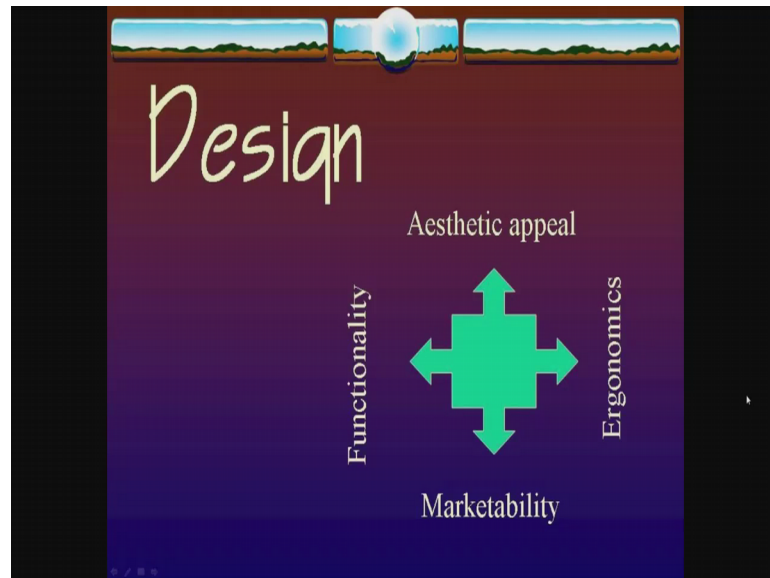 Design
Aesthetic appeal
Functionality
Ergonomics
Marketability